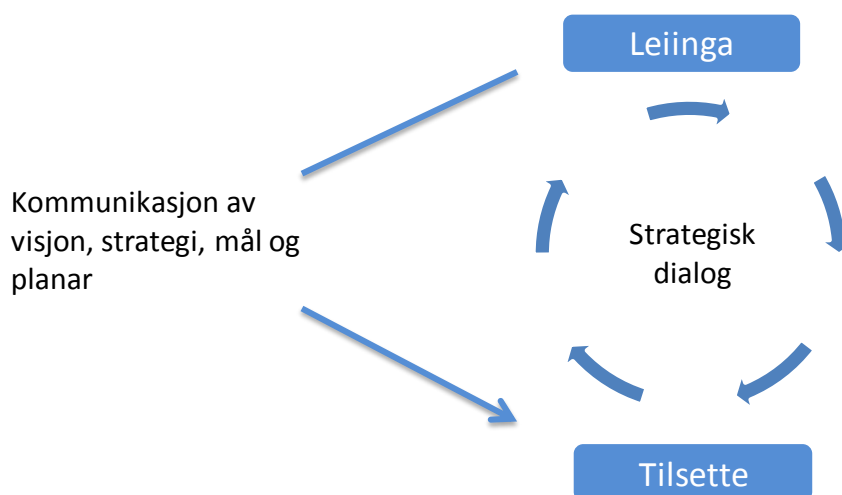 Leiinga
Kommunikasjon av
visjon, strategi, mål og
planar
Strategisk
dialog
Tilsette